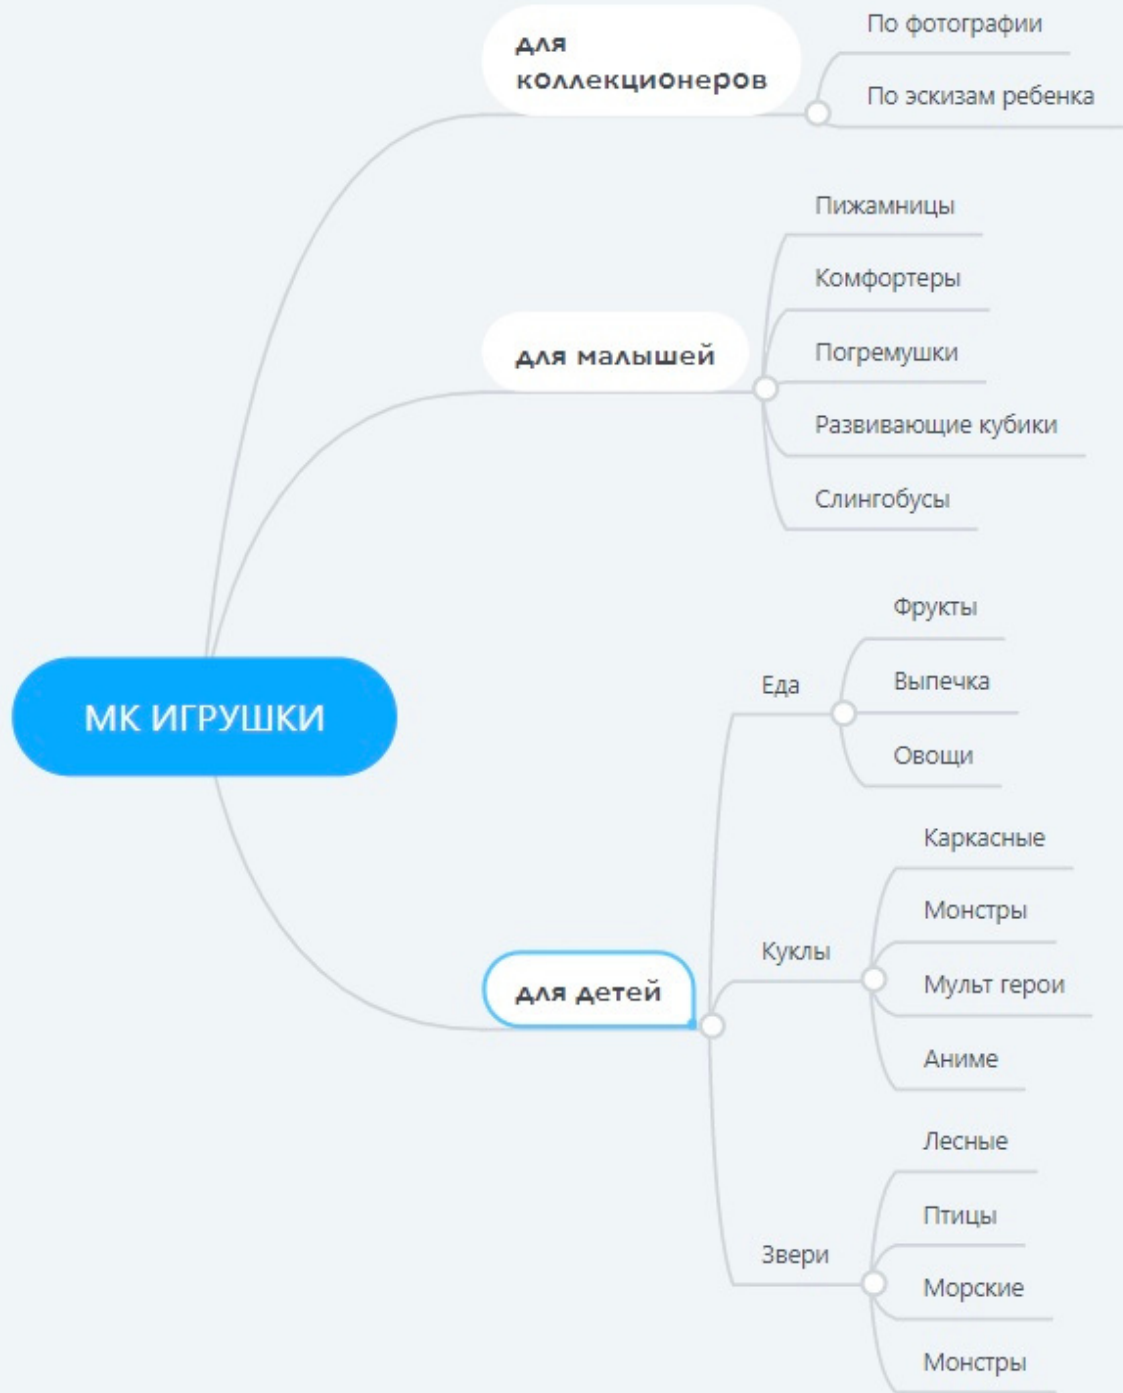 для
коллекционеров
По фотографии
По эскизам ребенка
для малышей
Пижамницы
Комфортеры
Погремушки
Развивающие кубики
Слингобусы
МК ИГРУШКИ
для детей
Еда
Фрукты
Выпечка
Овощи
Куклы
Каркасные
Монстры
Мульт герои
Аниме
Звери
Лесные
Птицы
Морские
Монстры